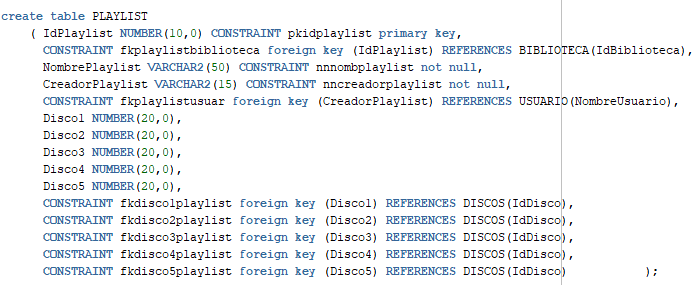 create table PLAYLIST
( IdPlaylist NUMBER(10,0) CONSTRAINT pkidplaylist primary key,
CONSTRAINT fkplaylistbiblioteca foreign key (IdPlaylist) REFERENCES BIBLIOTECA(IdBiblioteca),
NombrePlaylist VARCHAR2(50) CONSTRAINT nnnombplaylist not null,
CreadorPlaylist VARCHAR2(15) CONSTRAINT nncreadorplaylist not null,
CONSTRAINT fkplaylistusuar foreign key (CreadorPlaylist) REFERENCES USUARIO(NombreUsuario),
Disco1 NUMBER(20,0),
Disco2 NUMBER(20,0),
Disco3 NUMBER(20,0),
Disco4 NUMBER(20,0),
Disco5 NUMBER(20,0),
CONSTRAINT fkdisco1playlist foreign key (Disco1) REFERENCES DISCOS(IdDisco),
CONSTRAINT fkdisco2playlist foreign key (Disco2) REFERENCES DISCOS(IdDisco),
CONSTRAINT fkdisco3playlist foreign key (Disco3) REFERENCES DISCOS(IdDisco),
CONSTRAINT fkdisco4playlist foreign key (Disco4) REFERENCES DISCOS(IdDisco),
CONSTRAINT fkdisco5playlist foreign key (Disco5) REFERENCES DISCOS(IdDisco) );